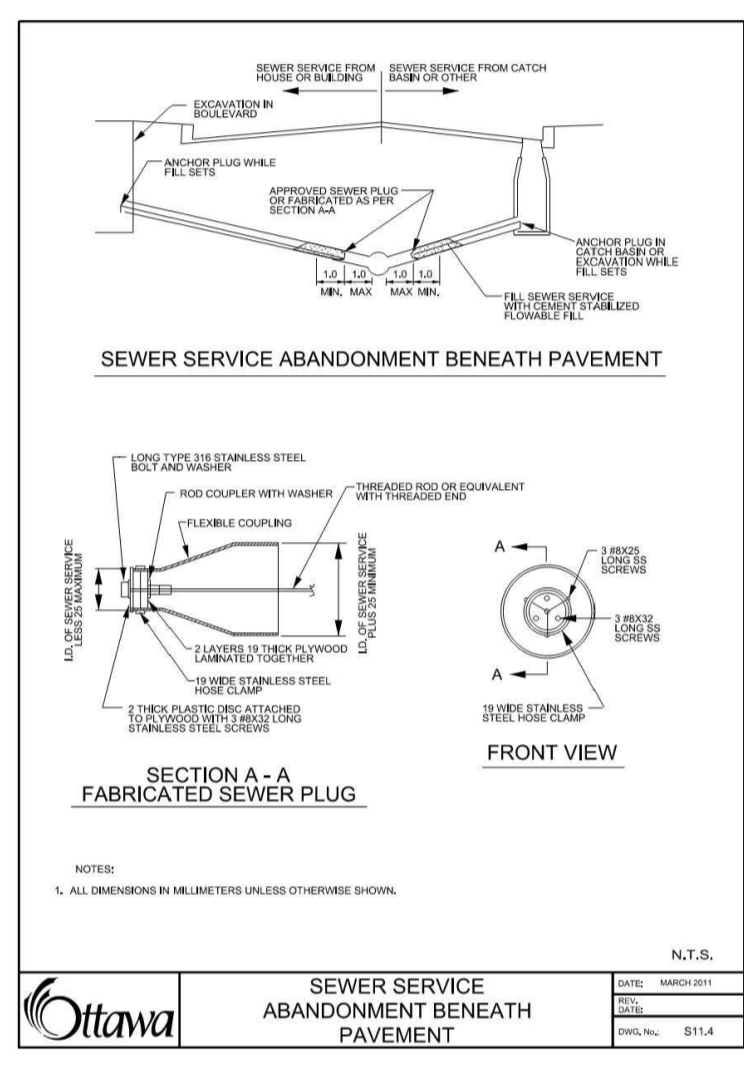 SEWER SERVICE FROM
HOUSE OR BUILDING
SEWER SERVICE FROM CATCH
BASIN OR OTHER
EXCAVATION IN
BOULEVARD
ANCHOR PLUG WHILE
FILL SETS
APPROVED SEWER PLUG
OR FABRICATED AS PER
SECTION A-A
ANCHOR PLUG IN
CATCH BASIN OR
EXCAVATION WHILE
FILL SETS
1.0 1.0 1.0 1.0
MIN. MAX MAX MIN.
FILL SEWER SERVICE
WITH CEMENT STABILIZED
FLOWABLE FILL
SEWER SERVICE ABANDONMENT BENEATH PAVEMENT
LONG TYPE 316 STAINLESS STEEL
BOLT AND WASHER
ROD COUPLER WITH WASHER
THREADED ROD OR EQUIVALENT
WITH THREADED END
FLEXIBLE COUPLING
I.D. OF SEWER SERVICE
LESS 25 MAXIMUM
I.D. OF SEWER SERVICE
PLUS 25 MINIMUM
2 LAYERS 19 THICK PLYWOOD
LAMINATED TOGETHER
19 WIDE STAINLESS STEEL
HOSE CLAMP
2 THICK PLASTIC DISC ATTACHED
TO PLYWOOD WITH 3 #8X32 LONG
STAINLESS STEEL SCREWS
SECTION A - A
FABRICATED SEWER PLUG
A
3 #8X25
LONG SS
SCREWS
3 #8X32
LONG SS
SCREWS
A
19 WIDE STAINLESS
STEEL HOSE CLAMP
FRONT VIEW
NOTES:
1. ALL DIMENSIONS IN MILLIMETERS UNLESS OTHERWISE SHOWN.
N.T.S.
Ottawa
SEWER SERVICE
ABANDONMENT BENEATH
PAVEMENT
DATE: MARCH 2011
REV.
DATE:
DWG. No.: S11.4